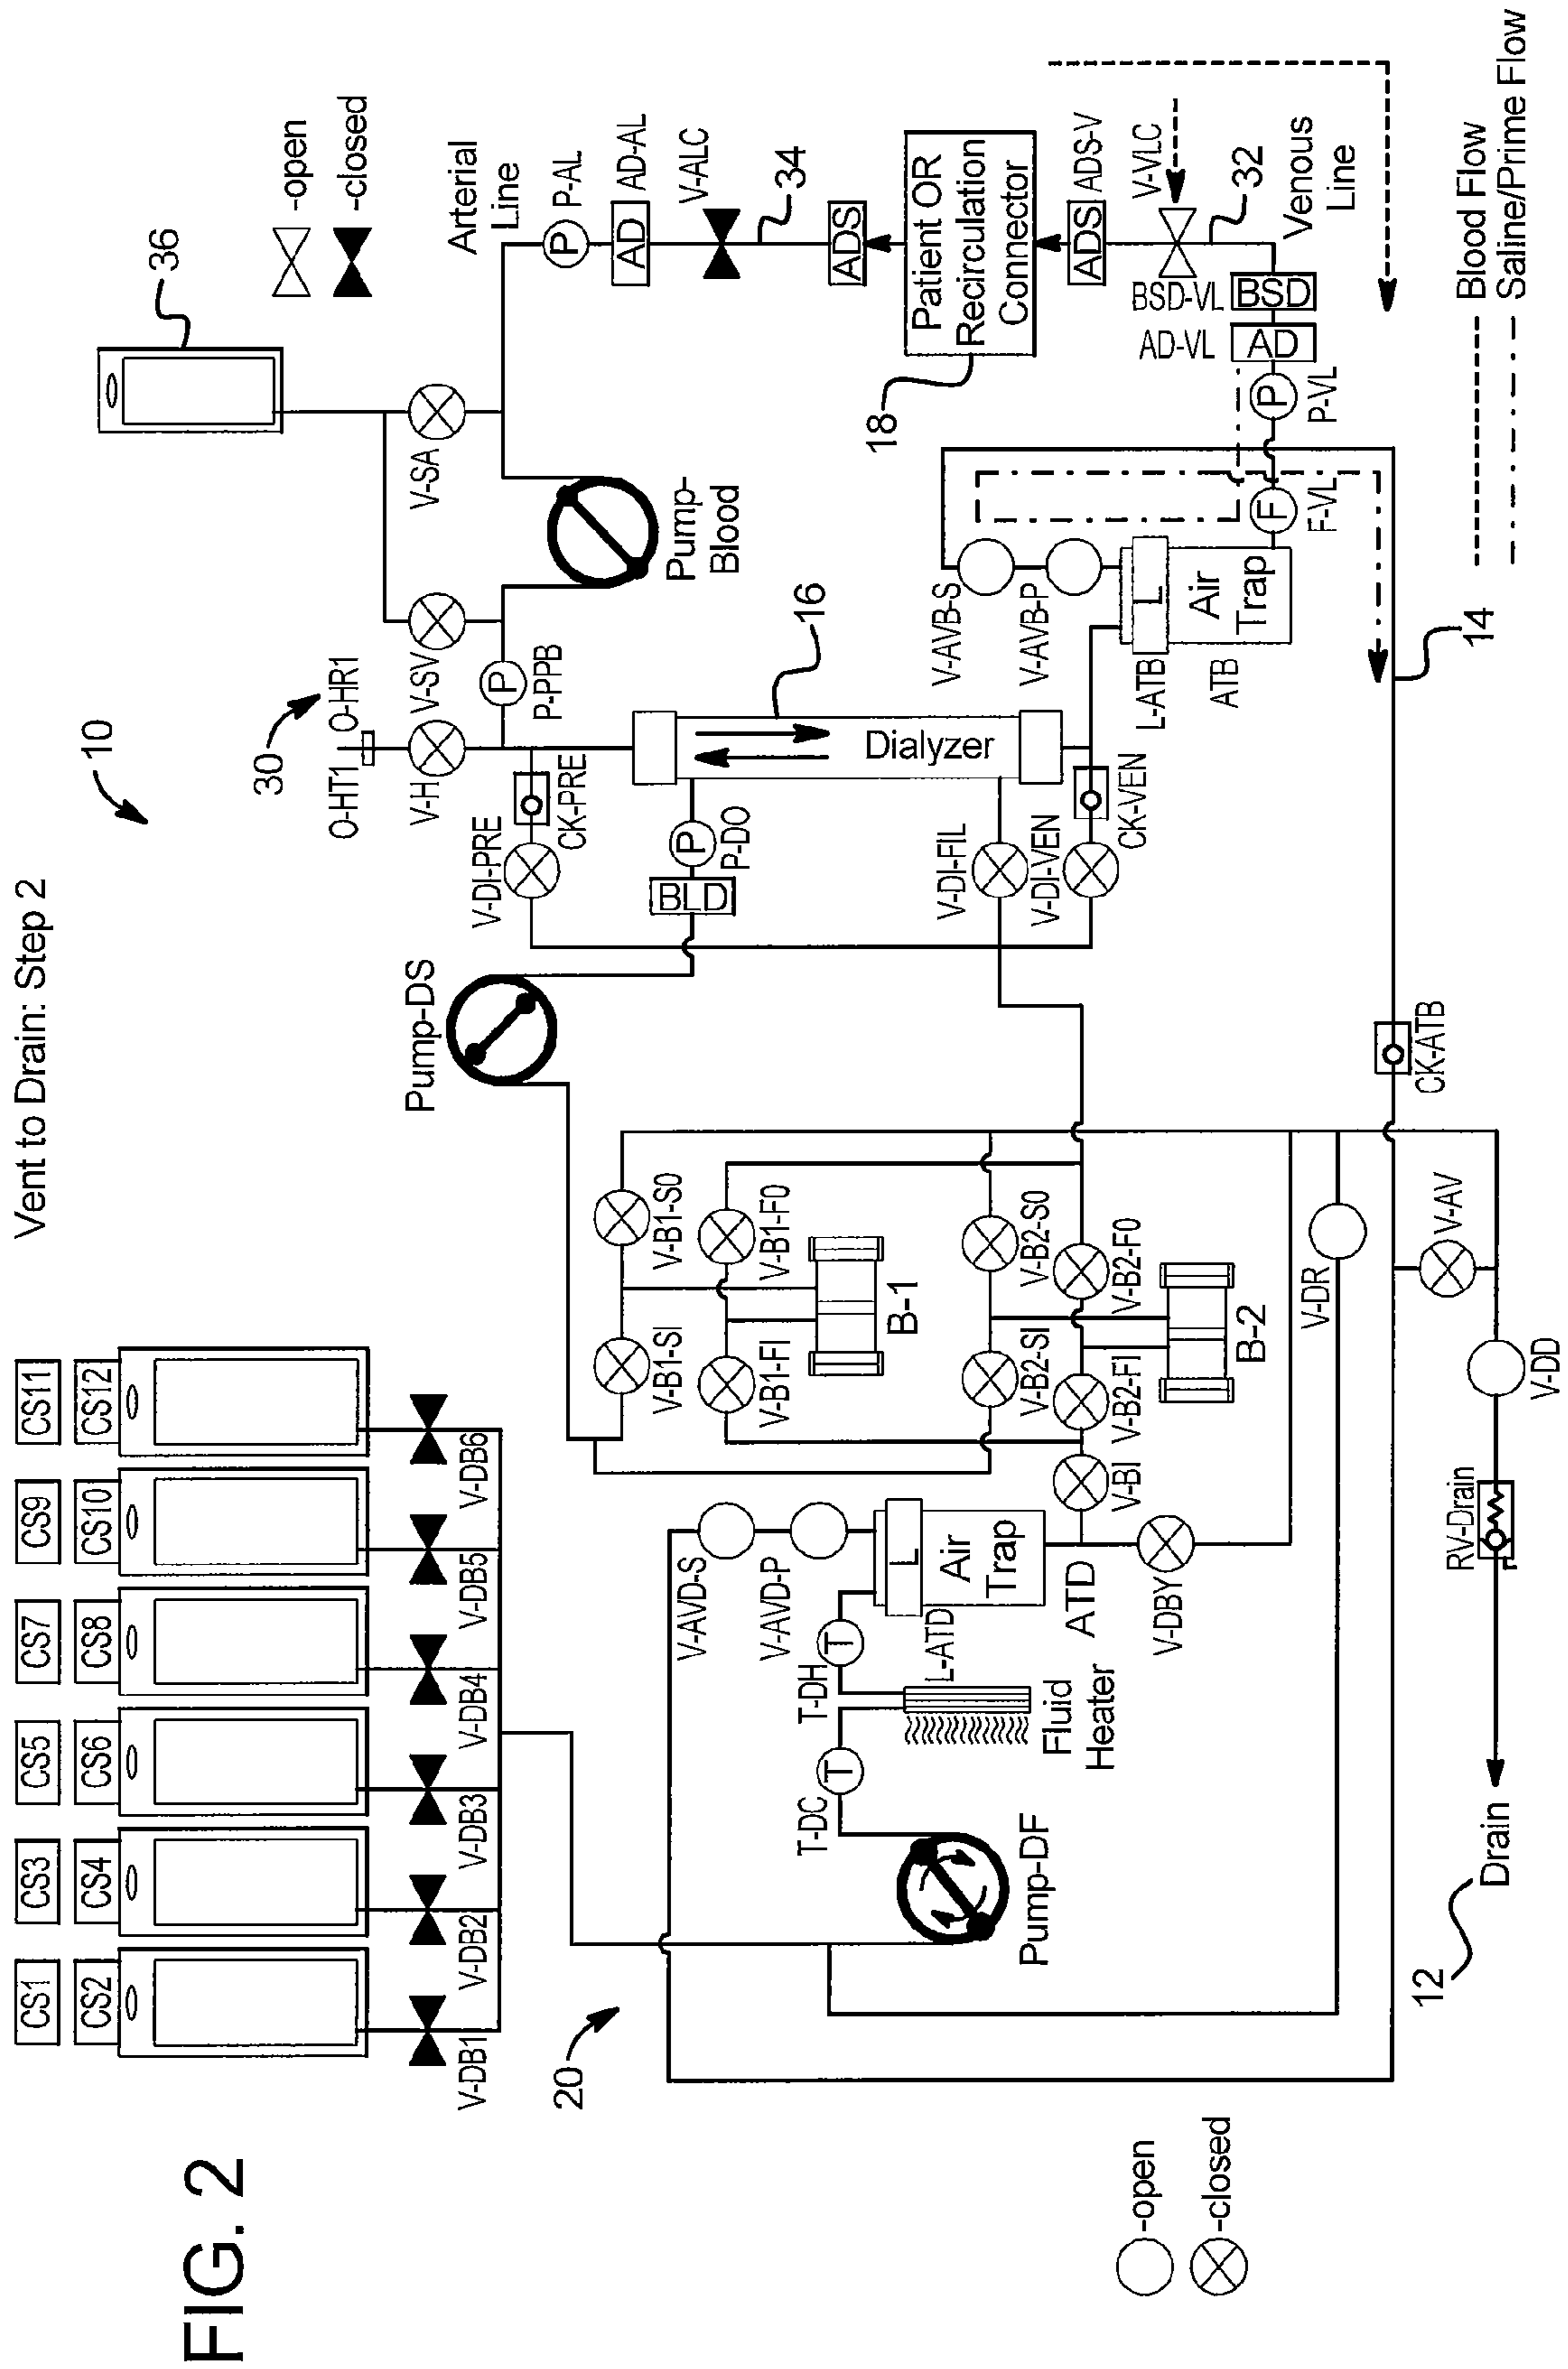 FIG. 2
Vent to Drain: Step 2
CS1
CS2
CS3
CS4
CS5
CS6
CS7
CS8
CS9
CS10
CS11
CS12
V-DB1
V-DB2
V-DB3
V-DB4
V-DB5
V-DB6
10
20
30
36
-open
-closed
O-HT1
O-HR1
V-H
V-SV
V-SA
Arterial
Line
P
P-AL
AD
AD-AL
V-ALC
34
ADS
Patient OR
Recirculation
Connector
18
ADS
ADS-V
V-VLC
32
Venous
Line
BSD-VL
BSD
AD-VL
AD
P
P-VL
F
F-VL
Pump-
Blood
P
P-PPB
16
Dialyzer
V-DI-PRE
CK-PRE
P
P-DO
BLD
V-DI-FIL
V-DI-VEN
CK-VEN
V-AVB-S
V-AVB-P
L-ATB
L
Air
Trap
ATB
14
CK-ATB
Pump-DS
V-B1-S0
V-B1-SI
V-B1-F0
V-B1-FI
B-1
V-B2-S0
V-B2-SI
V-B2-F0
V-B2-FI
B-2
V-BI
V-DBY
V-DR
V-AV
V-DD
RV-Drain
Drain
12
V-AVD-S
V-AVD-P
L-ATD
L
Air
Trap
ATD
T
T-DH
T
T-DC
Fluid
Heater
Pump-DF
-open
-closed
Blood Flow
Saline/Prime Flow